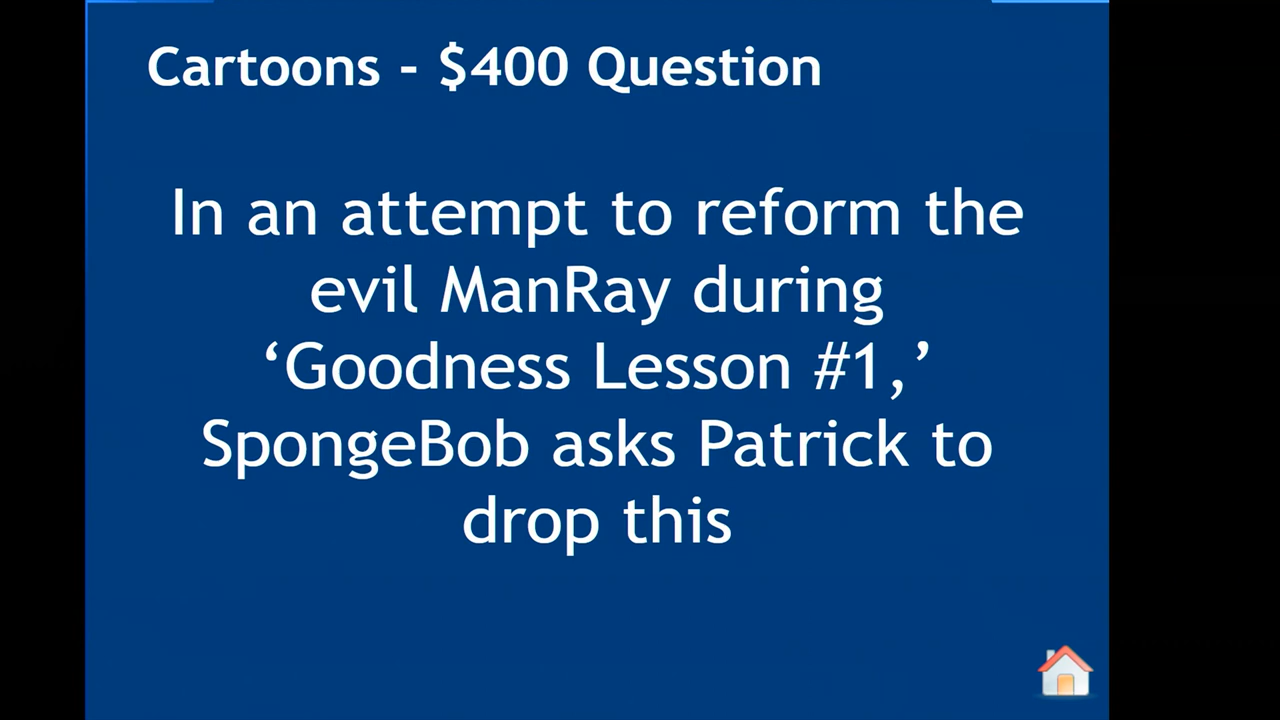 Cartoons - $400 Question
In an attempt to reform the
evil ManRay during
‘Goodness Lesson #1,’
SpongeBob asks Patrick to
drop this